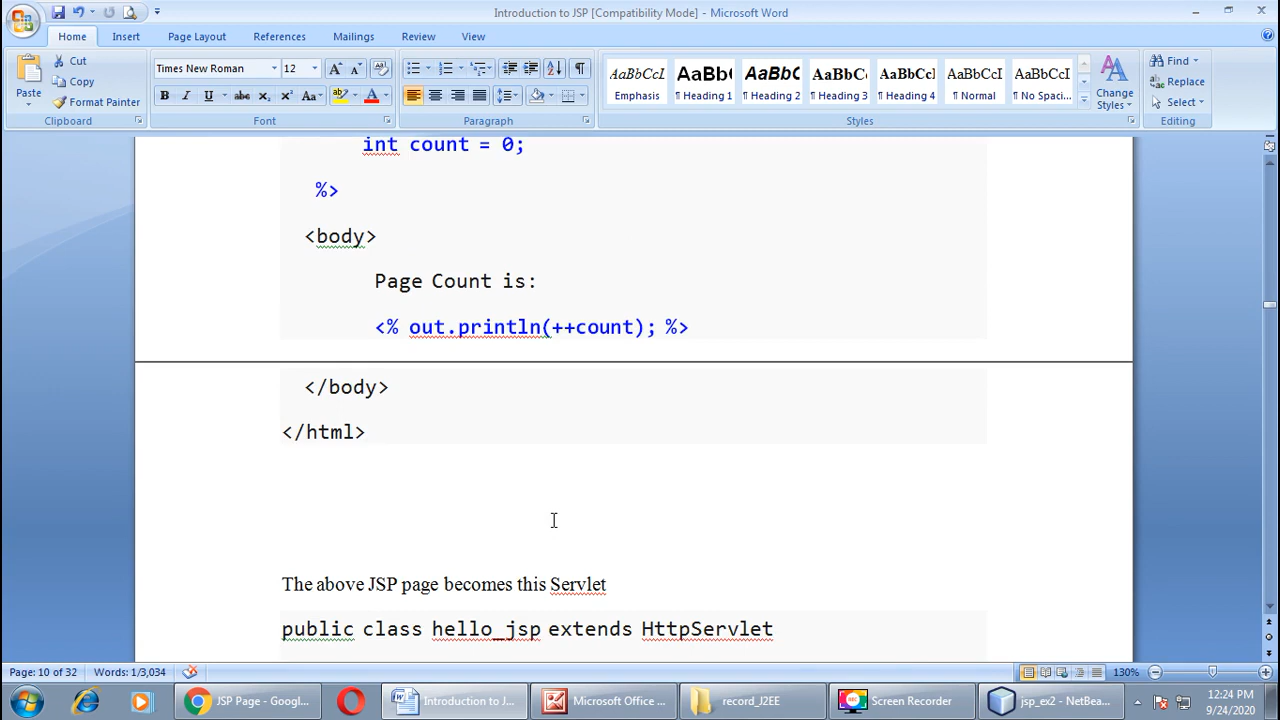 Introduction to JSP [Compatibility Mode] - Microsoft Word
Home Insert Page Layout References Mailings Review View
Paste
Cut
Copy
Format Painter
Clipboard
Times New Roman 12
B I U abc x₂ x² Aa
Font
Paragraph
AaBbCcI Emphasis
AaBb( ¶ Heading 1
AaBbC ¶ Heading 2
AaBbC( ¶ Heading 3
AaBbC( ¶ Heading 4
AaBbCcI ¶ Normal
AaBbCcI ¶ No Spaci...
Change Styles
Styles
Find
Replace
Select
Editing
int count = 0;
%>
<body>
Page Count is:
<% out.println(++count); %>
</body>
</html>
The above JSP page becomes this Servlet
public class hello_jsp extends HttpServlet
Page: 10 of 32 Words: 1/3,034 130%
JSP Page - Googl... Introduction to J... Microsoft Office ... record_J2EE Screen Recorder jsp_ex2 - NetBea...
12:24 PM
9/24/2020